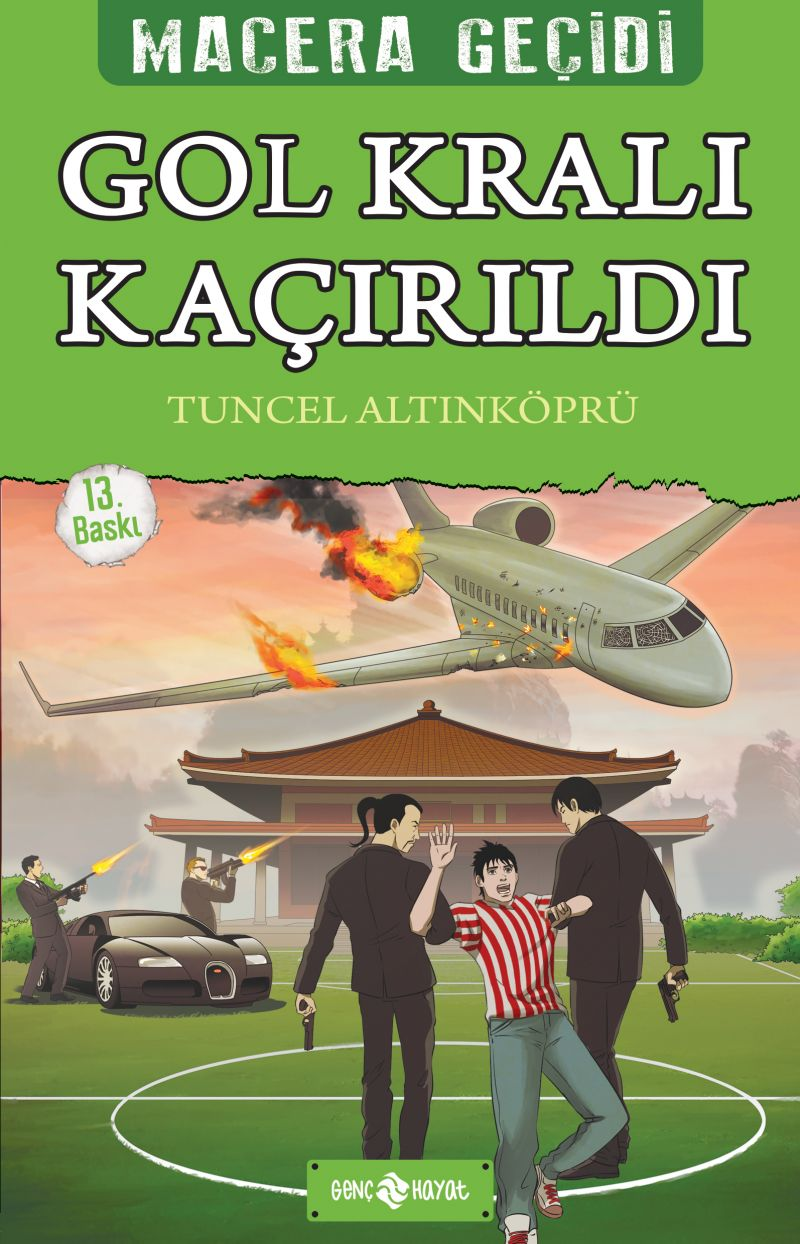 MACERA GEÇİDİ
GOL KRALI
KAÇIRILDI
TUNCEL ALTINKÖPRÜ
13.
Baskı
GENÇ HAYAT